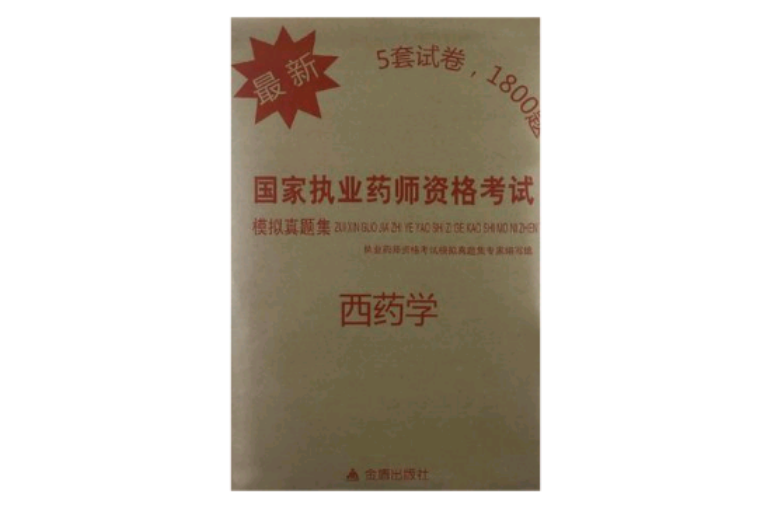 最新
5套试卷，1800题
国家执业药师资格考试
模拟真题集 ZUI XIN GUO JIA ZHI YE YAO SHI ZI GE KAO SHI MO NI ZHEN T
执业药师资格考试模拟真题集专家编写组
西药学
金盾出版社